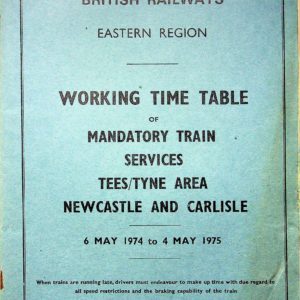 BRITISH RAILWAYS
EASTERN REGION
WORKING TIME TABLE
OF
MANDATORY TRAIN
SERVICES
TEES/TYNE AREA
NEWCASTLE AND CARLISLE
6 MAY 1974 to 4 MAY 1975
When trains are running late, drivers must endeavour to make up time with due regard to
all speed restrictions and the braking capability of the train